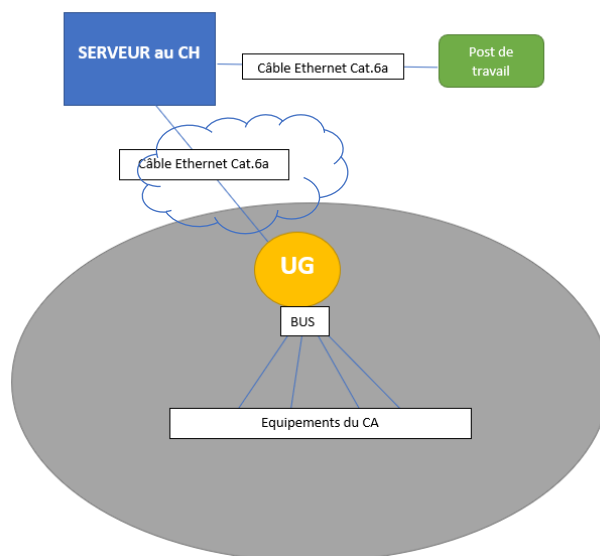 SERVEUR au CH
Câble Ethernet Cat.6a
Post de
travail
Câble Ethernet Cat.6a
UG
BUS
Equipements du CA